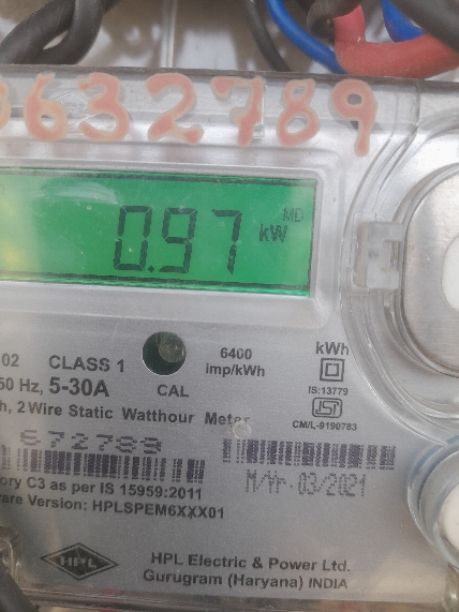 632789
0.97
MD
kW
02 CLASS 1
6400
imp/kWh
kWh
50 Hz, 5-30A
CAL
IS:13779
h, 2 Wire Static Watthour Meter
CM/L-9190783
672789
M/Yr-03/2021
ory C3 as per IS 15959:2011
are Version: HPLSPEM6XXX01
HPL
HPL Electric & Power Ltd.
Gurugram (Haryana) INDIA